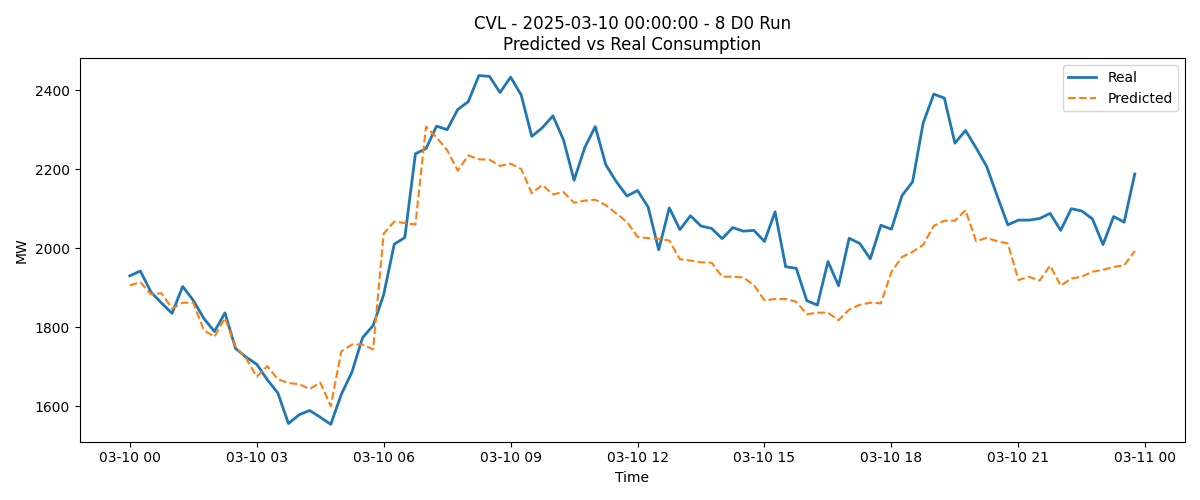 CVL - 2025-03-10 00:00:00 - 8 D0 Run
Predicted vs Real Consumption
Real
Predicted
MW
2400
2200
2000
1800
1600
03-10 00 03-10 03 03-10 06 03-10 09 03-10 12 03-10 15 03-10 18 03-10 21 03-11 00
Time